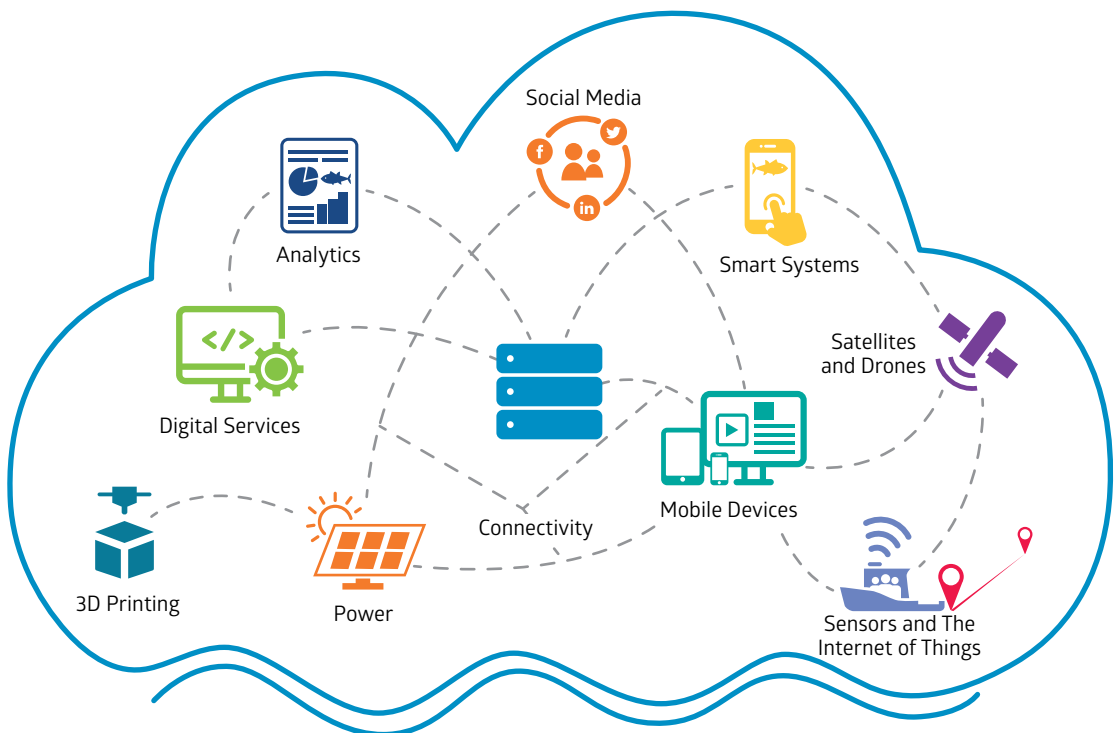 Social Media
f
in
Analytics
Smart Systems
</>
Satellites
and Drones
Digital Services
Mobile Devices
Connectivity
3D Printing
Power
Sensors and The
Internet of Things